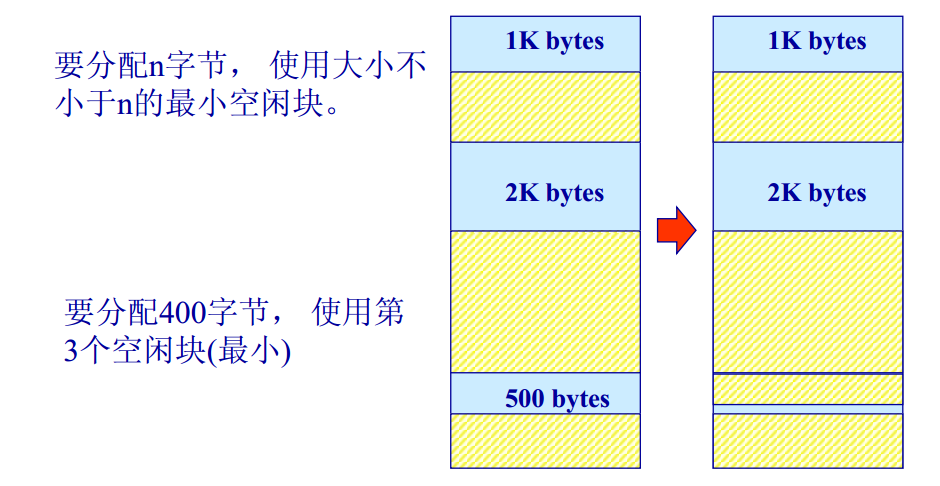 要分配n字节， 使用大小不
小于n的最小空闲块。
要分配400字节， 使用第
3个空闲块(最小)
1K bytes
2K bytes
500 bytes
1K bytes
2K bytes